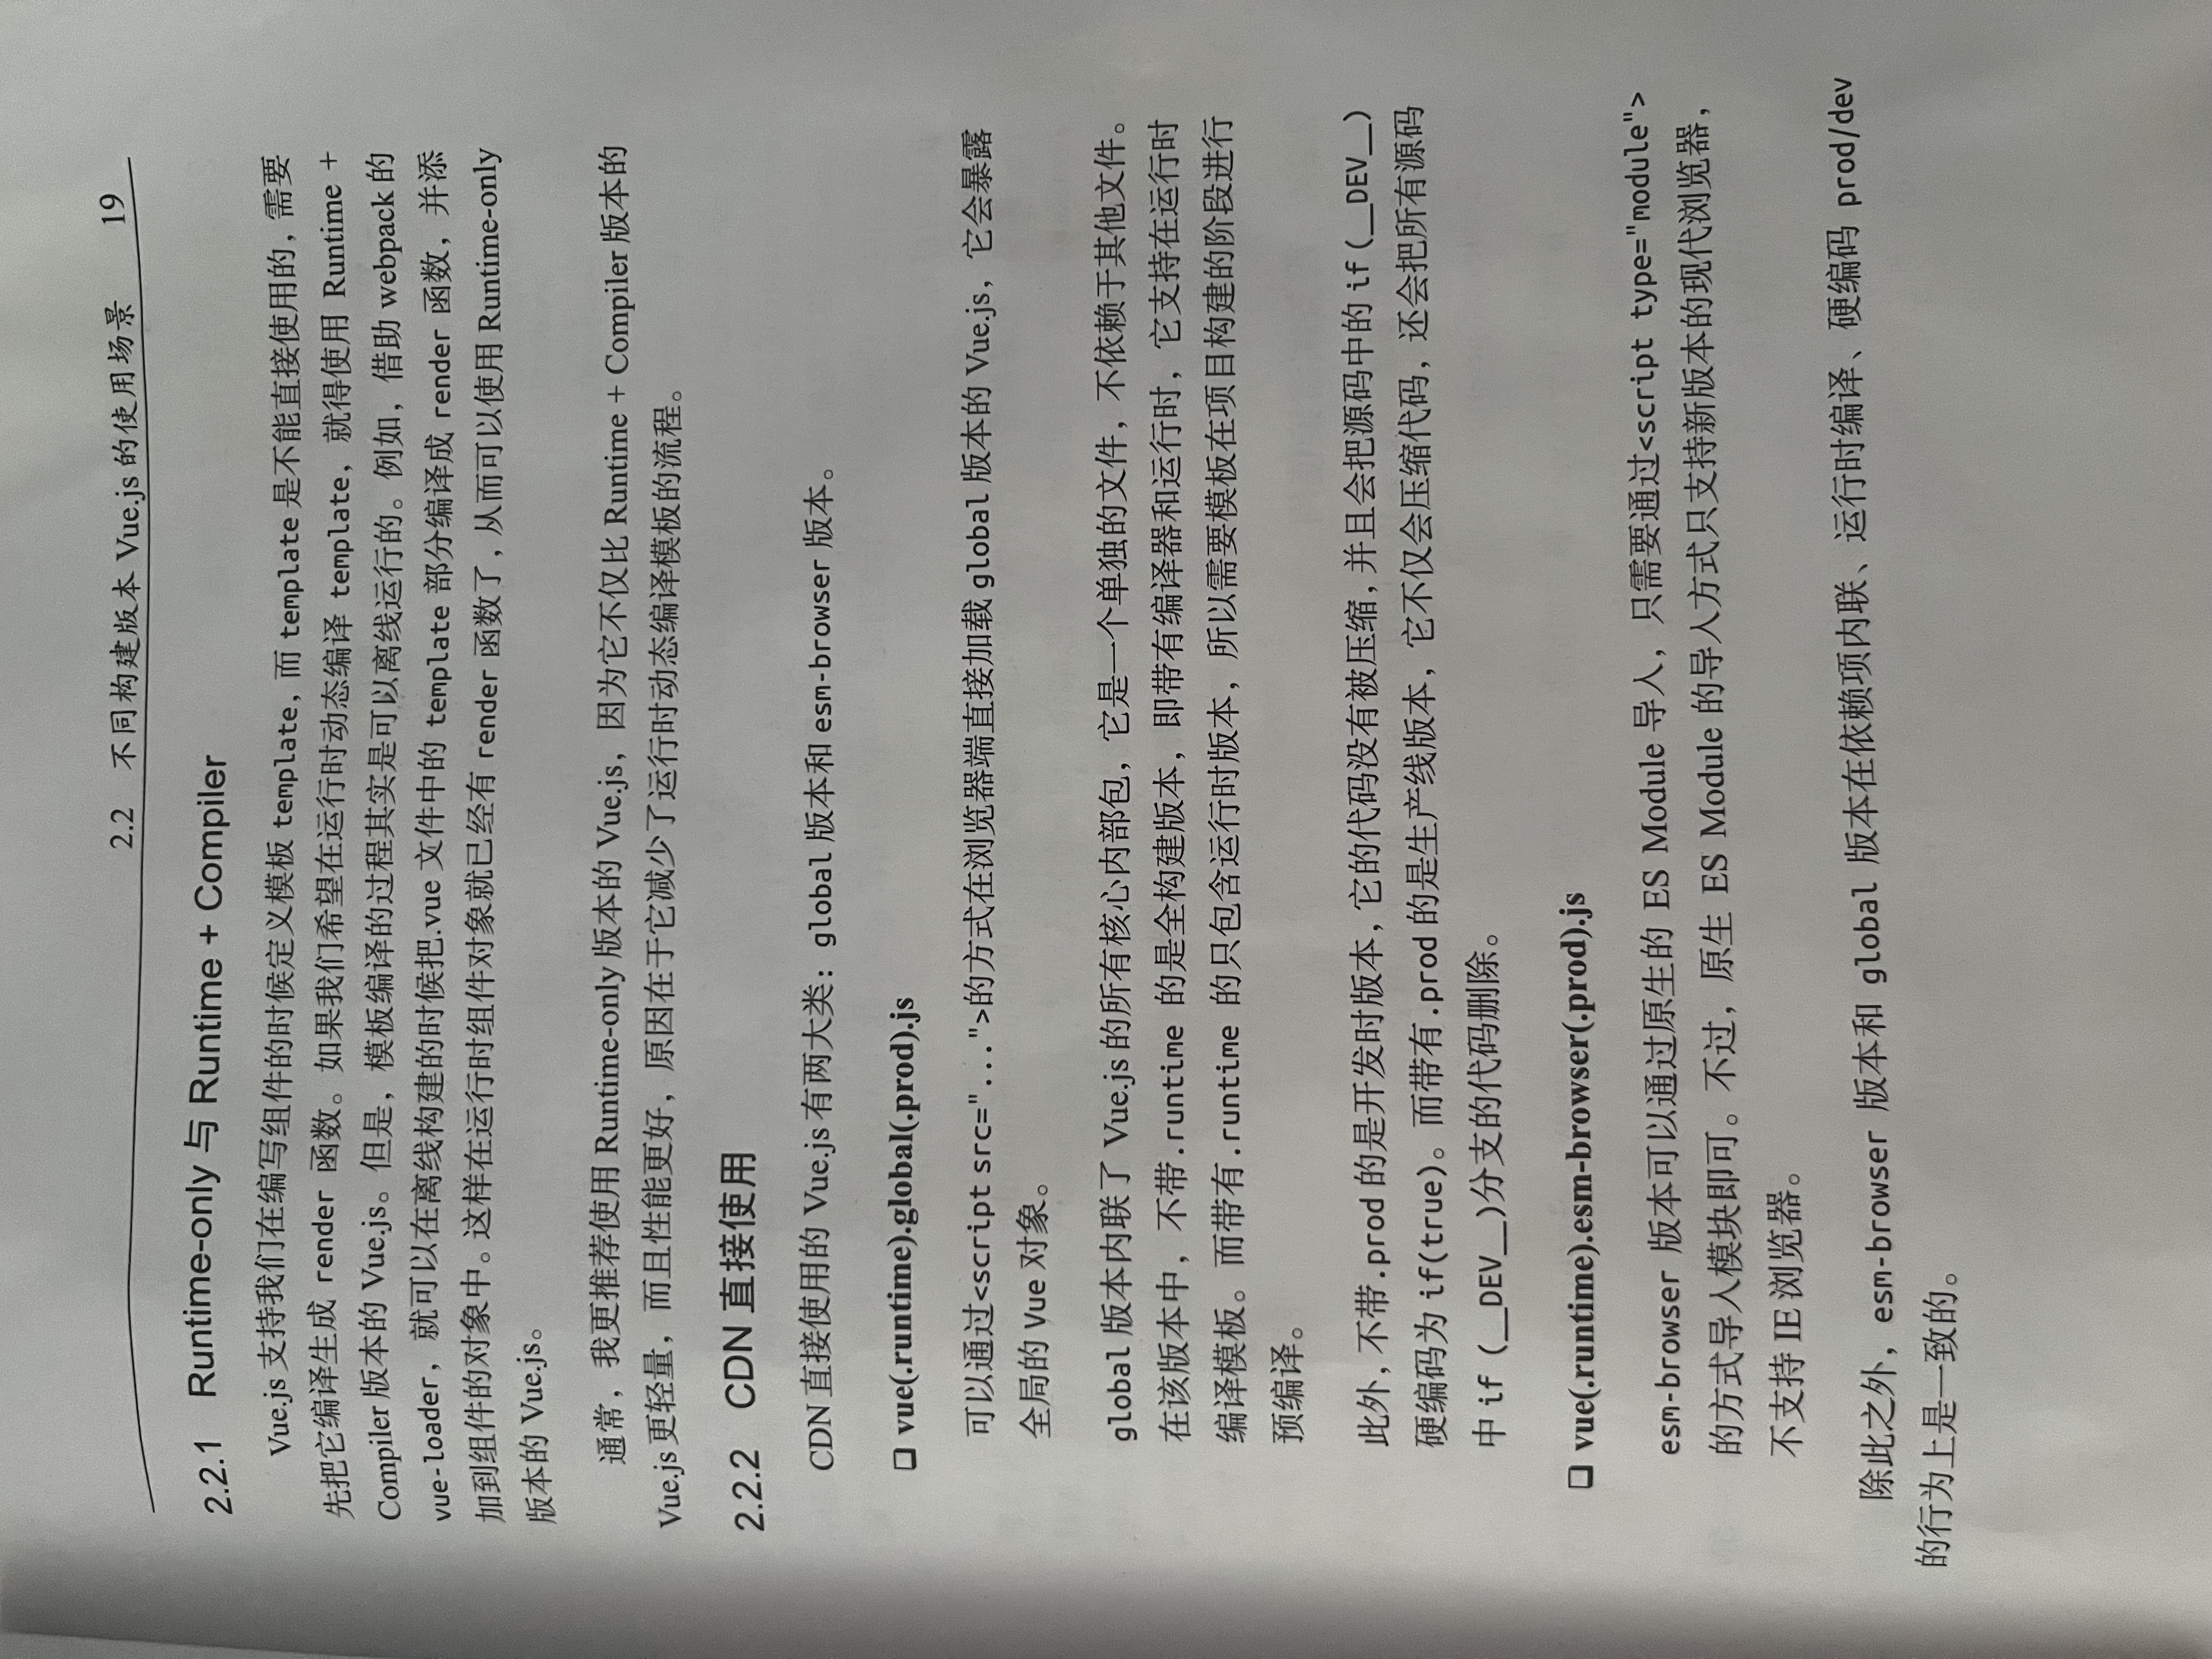 2.2 不同构建版本 Vue.js 的使用场景 19
2.2.1 Runtime-only 与 Runtime + Compiler
Vue.js 支持我们在编写组件的时候定义模板 template，而 template 是不能直接使用的，需要
先把它编译生成 render 函数。如果我们希望在运行时动态编译 template，就得使用 Runtime +
Compiler 版本的 Vue.js。但是，模板编译的过程其实是可以离线运行的。例如，借助 webpack 的
vue-loader，就可以在离线构建的时候把.vue 文件中的 template 部分编译成 render 函数，并添
加到组件的对象中。这样在运行时组件对象就已经有 render 函数了，从而可以使用 Runtime-only
版本的 Vue.js。
通常，我更推荐使用 Runtime-only 版本的 Vue.js，因为它不仅比 Runtime + Compiler 版本的
Vue.js 更轻量，而且性能更好，原因在于它减少了运行时动态编译模板的流程。
2.2.2 CDN 直接使用
CDN 直接使用的 Vue.js 有两大类：global 版本和 esm-browser 版本。
❏ vue(.runtime).global(.prod).js
可以通过<script src="...">的方式在浏览器端直接加载 global 版本的 Vue.js，它会暴露
全局的 Vue 对象。
global 版本内联了 Vue.js 的所有核心内部包，它是一个单独的文件，不依赖于其他文件。
在该版本中，不带.runtime 的是全构建版本，即带有编译器和运行时，它支持在运行时
编译模板。而带有.runtime 的只包含运行时版本，所以需要模板在项目构建的阶段进行
预编译。
此外，不带.prod 的是开发时版本，它的代码没有被压缩，并且会把源码中的 if (__DEV__)
硬编码为 if(true)。而带有.prod 的是生产线版本，它不仅会压缩代码，还会把所有源码
中 if (__DEV__)分支的代码删除。
❏ vue(.runtime).esm-browser(.prod).js
esm-browser 版本可以通过原生的 ES Module 导入，只需要通过<script type="module">
的方式导入模块即可。不过，原生 ES Module 的导入方式只支持新版本的现代浏览器，
不支持 IE 浏览器。
除此之外，esm-browser 版本和 global 版本在依赖项内联、运行时编译、硬编码 prod/dev
的行为上是一致的。